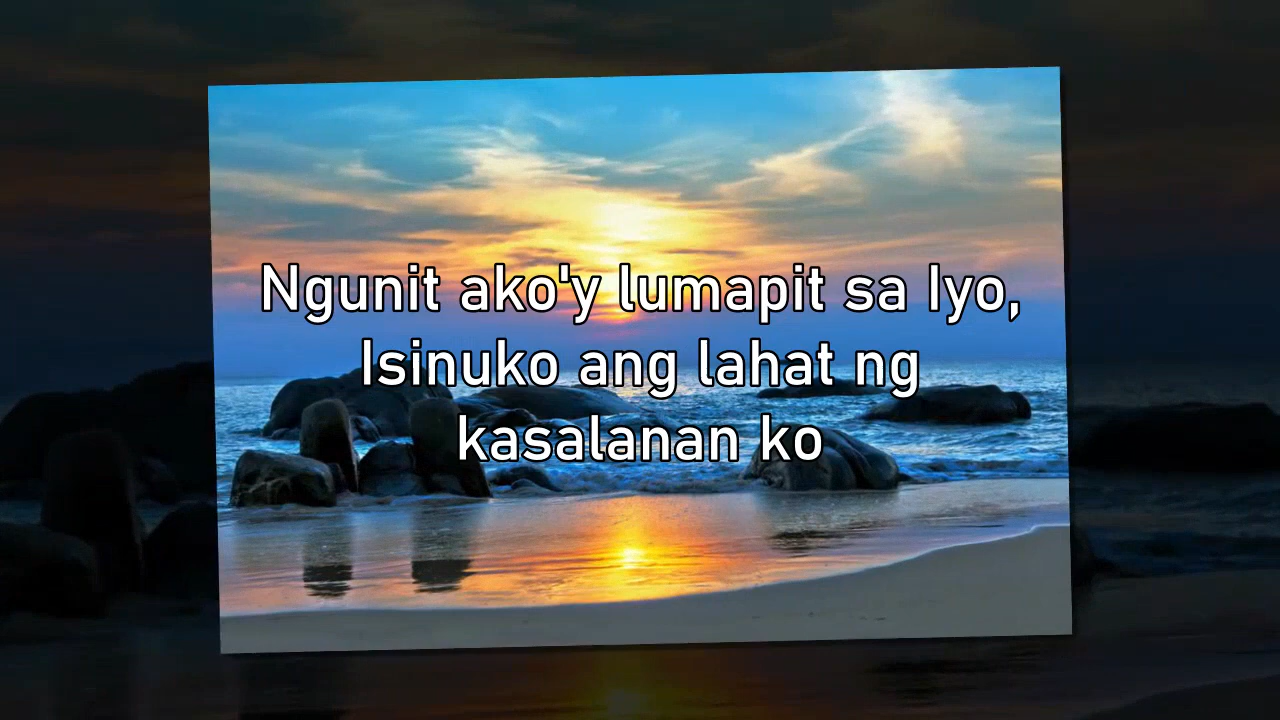 Ngunit ako'y lumapit sa Iyo,
Isinuko ang lahat ng
kasalanan ko